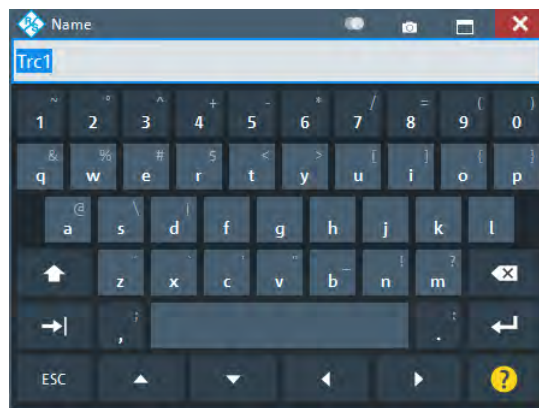 Name
Trc1
~ ° ^ + - * / = ( )
1 2 3 4 5 6 7 8 9 0
& % # $ < > [ ] { }
q w e r t y u i o p
@ \ |
a s d f g h j k l
! ?
z x c v b n m
, .
ESC ?